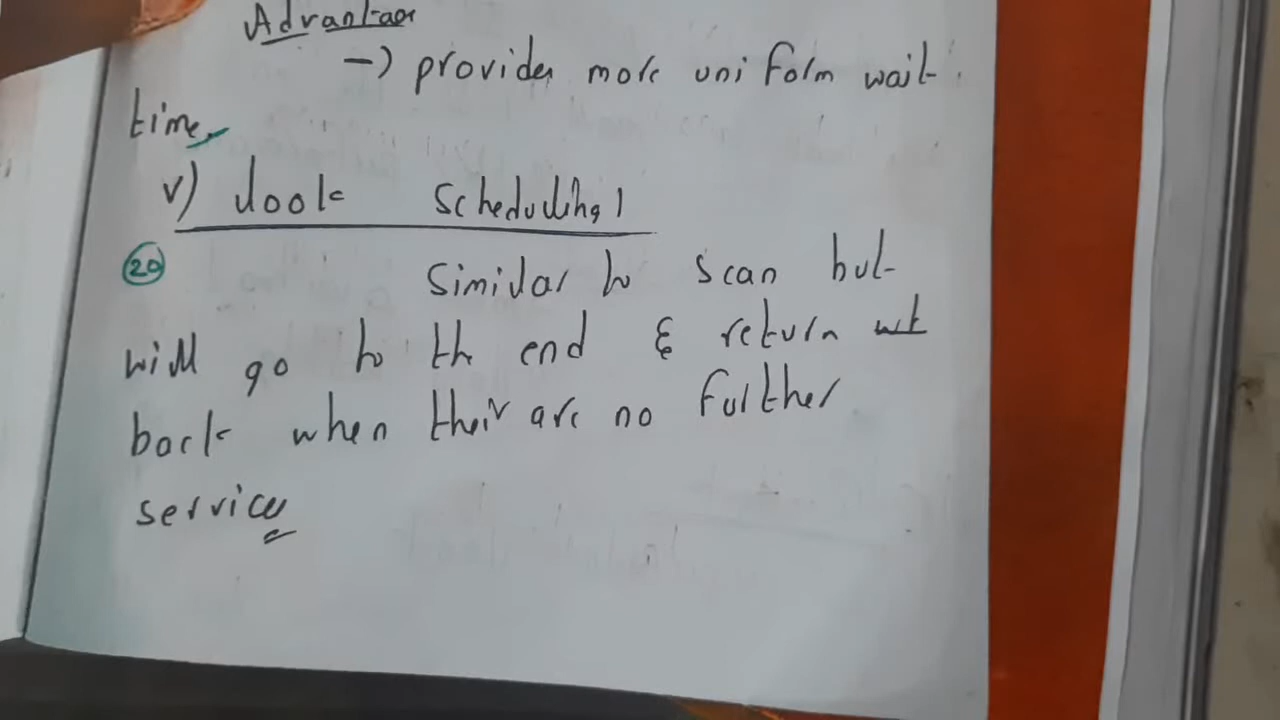 Advantage
-> provides more uniform wait
time
v) look scheduling
20 similar to scan but
will go to the end & return wt
back when their are no further
service